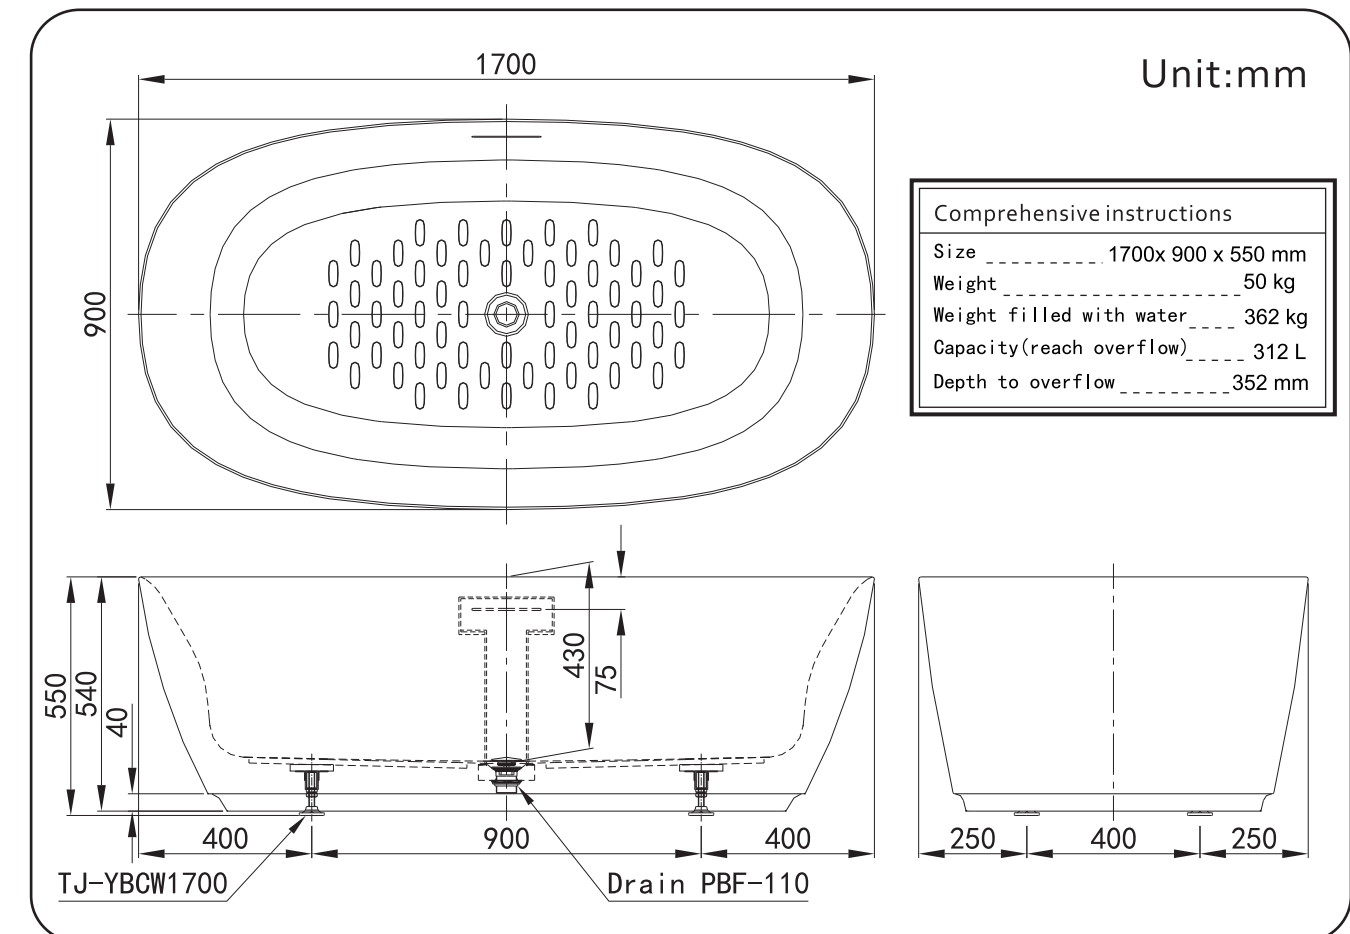 1700
Unit:mm
900
Comprehensive instructions
Size 1700x 900 x 550 mm
Weight 50 kg
Weight filled with water 362 kg
Capacity(reach overflow) 312 L
Depth to overflow 352 mm
550
540
40
430
75
400
900
400
250
400
250
TJ-YBCW1700
Drain PBF-110